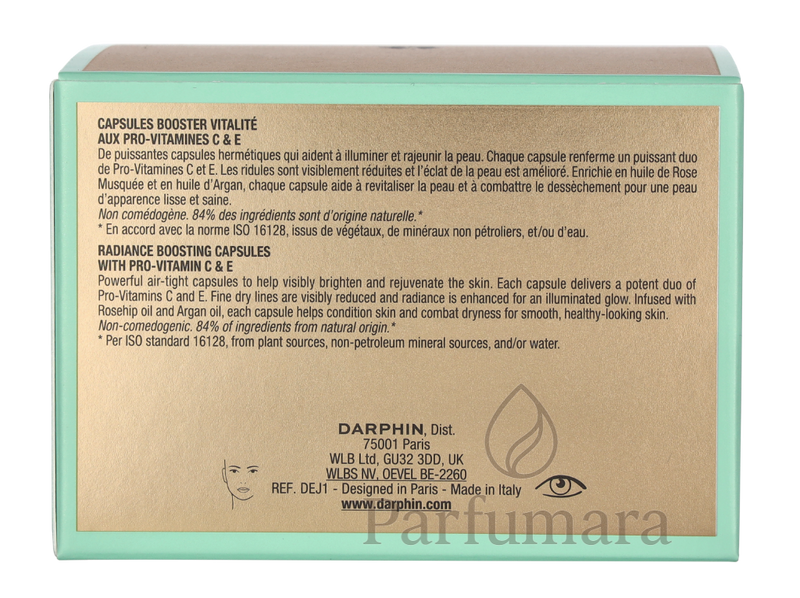 CAPSULES BOOSTER VITALITÉ
AUX PRO-VITAMINES C & E
De puissantes capsules hermétiques qui aident à illuminer et rajeunir la peau. Chaque capsule renferme un puissant duo
de Pro-Vitamines C et E. Les ridules sont visiblement réduites et l'éclat de la peau est amélioré. Enrichie en huile de Rose
Musquée et en huile d'Argan, chaque capsule aide à revitaliser la peau et à combattre le dessèchement pour une peau
d'apparence lisse et saine.
Non comédogène. 84% des ingrédients sont d'origine naturelle.*
* En accord avec la norme ISO 16128, issus de végétaux, de minéraux non pétroliers, et/ou d'eau.
RADIANCE BOOSTING CAPSULES
WITH PRO-VITAMIN C & E
Powerful air-tight capsules to help visibly brighten and rejuvenate the skin. Each capsule delivers a potent duo of
Pro-Vitamins C and E. Fine dry lines are visibly reduced and radiance is enhanced for an illuminated glow. Infused with
Rosehip oil and Argan oil, each capsule helps condition skin and combat dryness for smooth, healthy-looking skin.
Non-comedogenic. 84% of ingredients from natural origin.*
* Per ISO standard 16128, from plant sources, non-petroleum mineral sources, and/or water.
DARPHIN, Dist.
75001 Paris
WLB Ltd, GU32 3DD, UK
WLBS NV, OEVEL BE-2260
REF. DEJ1 - Designed in Paris - Made in Italy
www.darphin.com
Parfumara